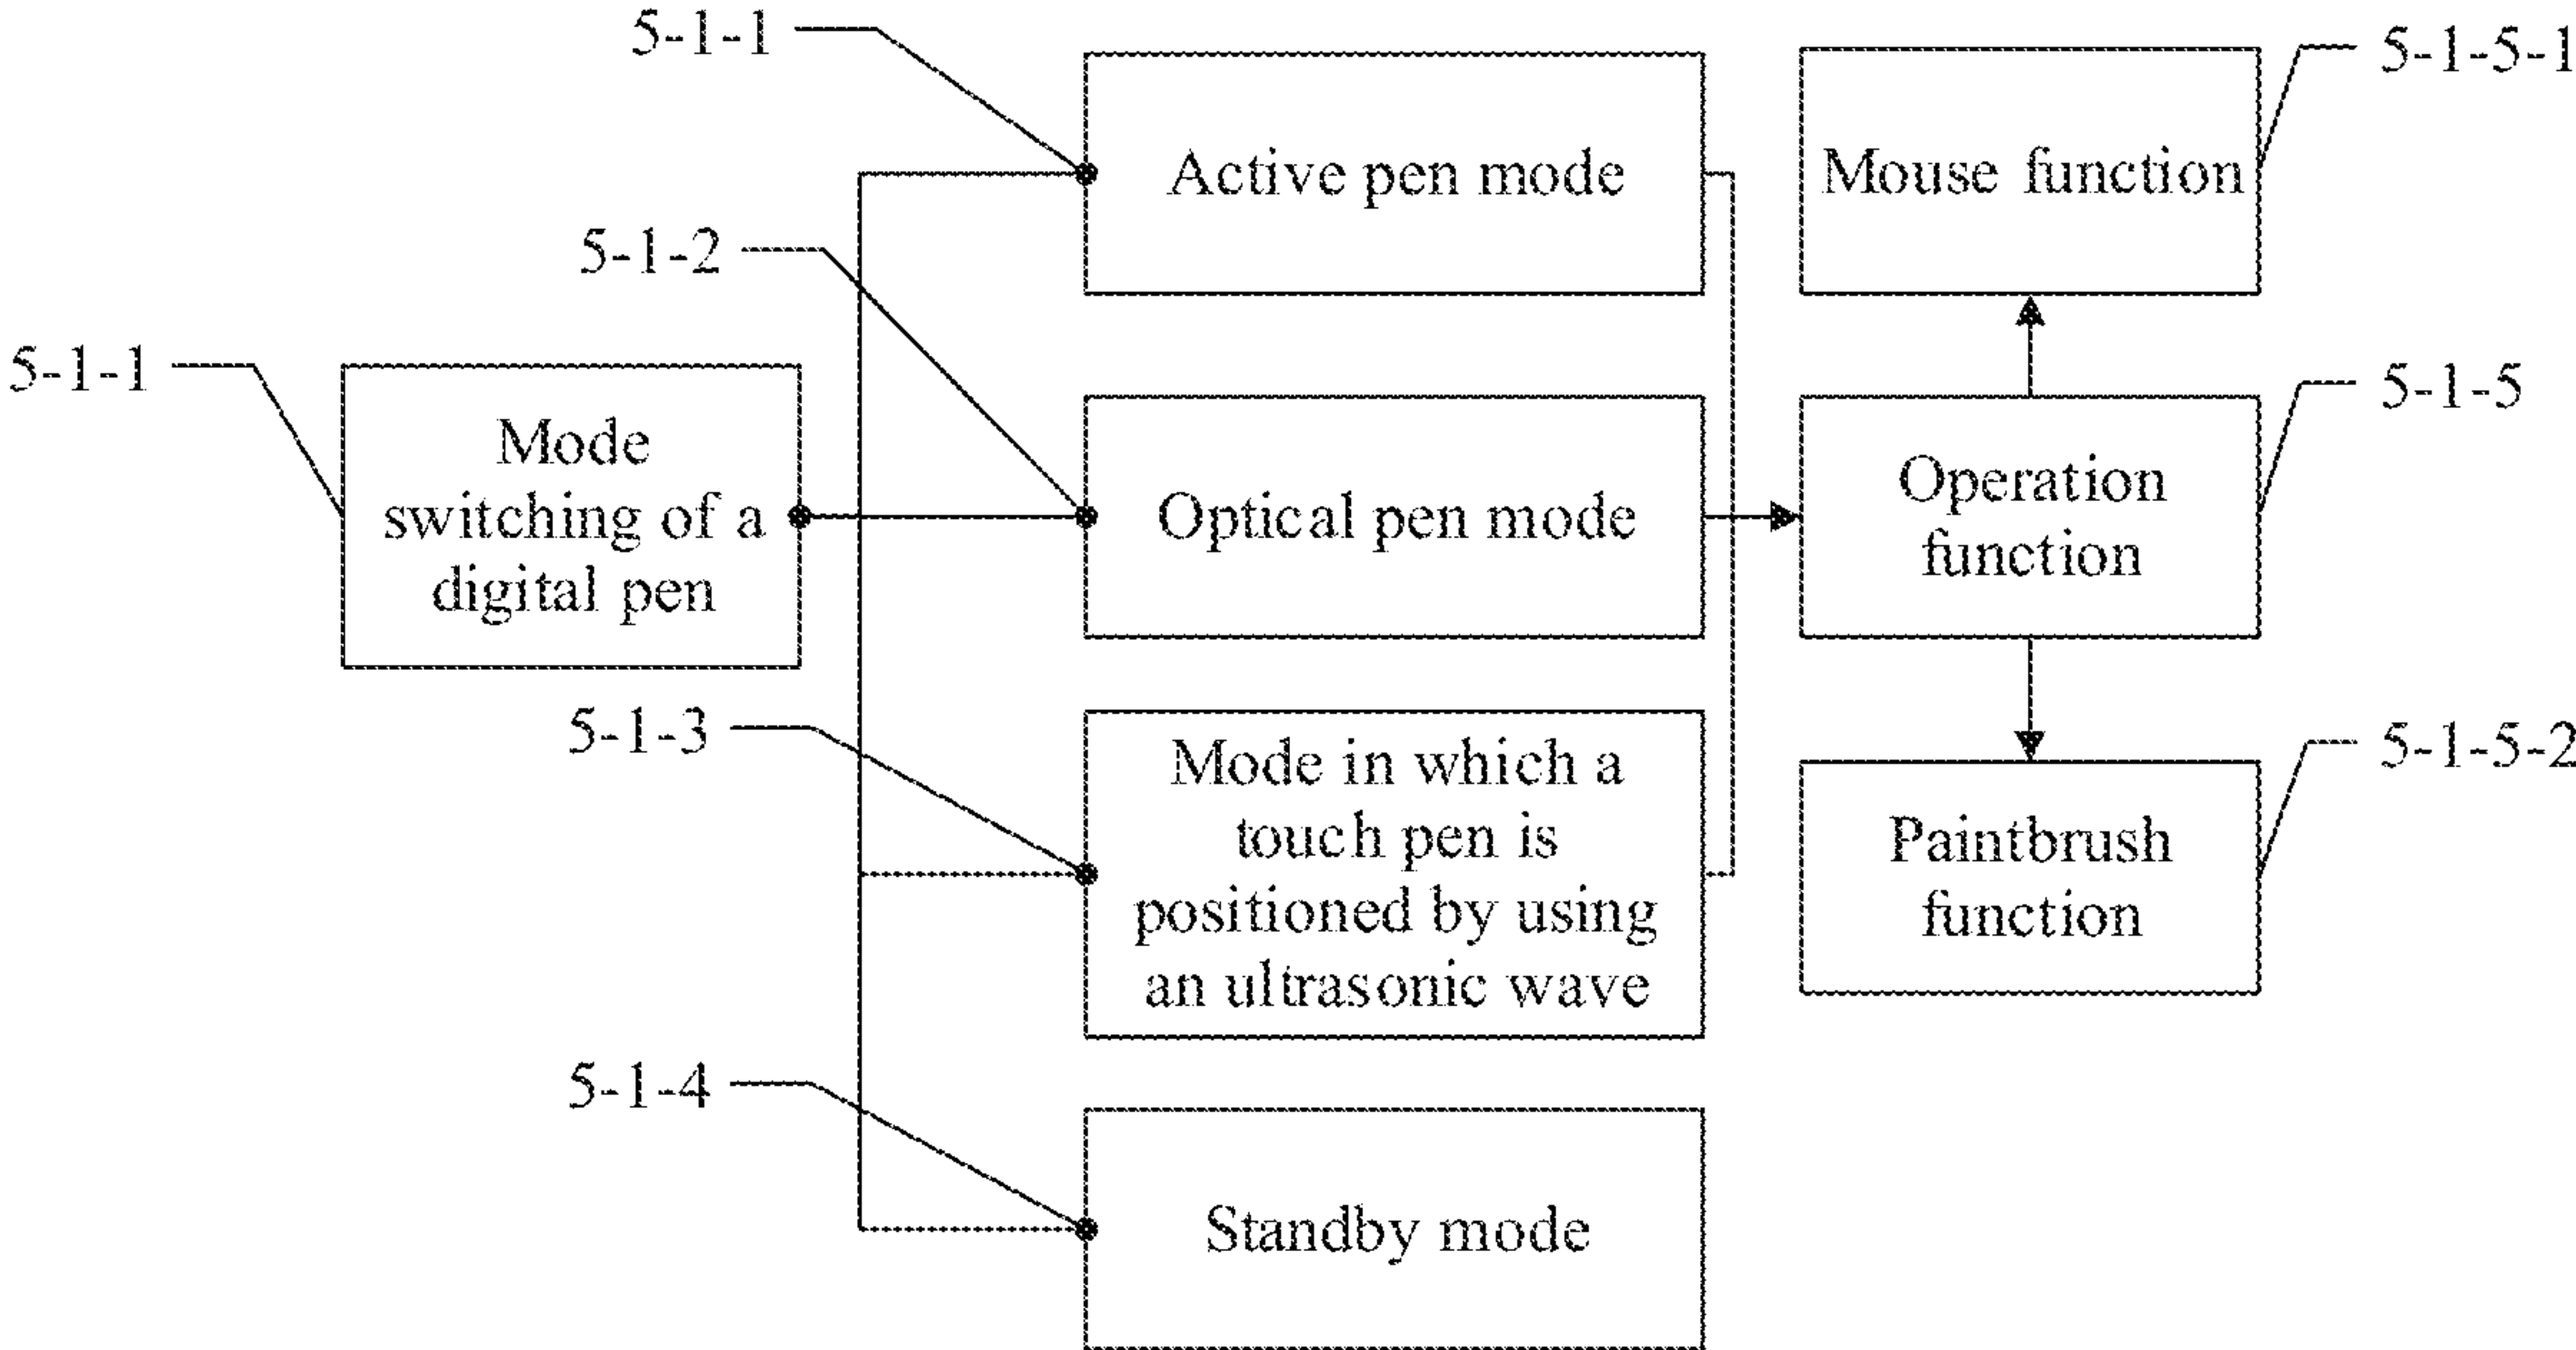 5-1-1
Active pen mode
Mouse function
5-1-5-1
5-1-2
5-1-1
Mode
switching of a
digital pen
Optical pen mode
Operation
function
5-1-5
5-1-3
Mode in which a
touch pen is
positioned by using
an ultrasonic wave
Paintbrush
function
5-1-5-2
5-1-4
Standby mode